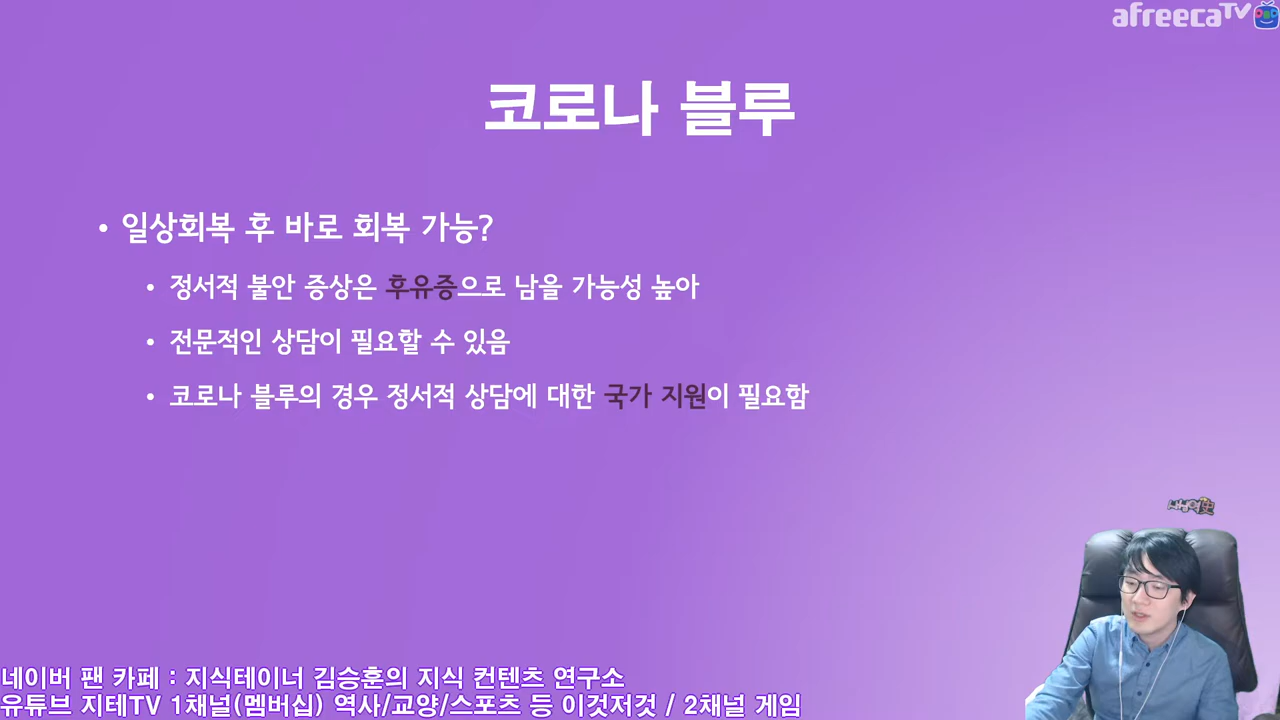 afreecaTV
코로나 블루
• 일상회복 후 바로 회복 가능?
• 정서적 불안 증상은 후유증으로 남을 가능성 높아
• 전문적인 상담이 필요할 수 있음
• 코로나 블루의 경우 정서적 상담에 대한 국가 지원이 필요함
네이버 팬 카페 : 지식테이너 김승훈의 지식 컨텐츠 연구소
유튜브 지테TV 1채널(멤버십) 역사/교양/스포츠 등 이것저것 / 2채널 게임